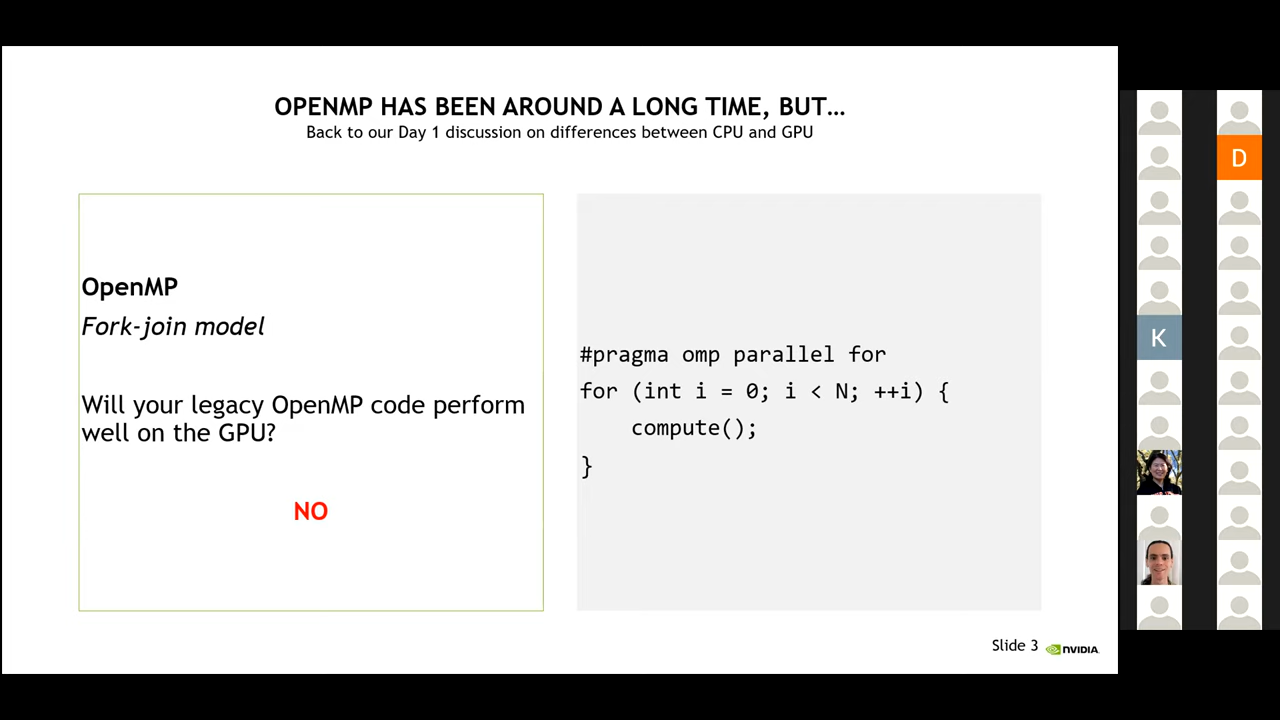 OPENMP HAS BEEN AROUND A LONG TIME, BUT…
Back to our Day 1 discussion on differences between CPU and GPU
OpenMP
Fork-join model
Will your legacy OpenMP code perform
well on the GPU?
NO
#pragma omp parallel for
for (int i = 0; i < N; ++i) {
    compute();
}
Slide 3
NVIDIA.
D
K